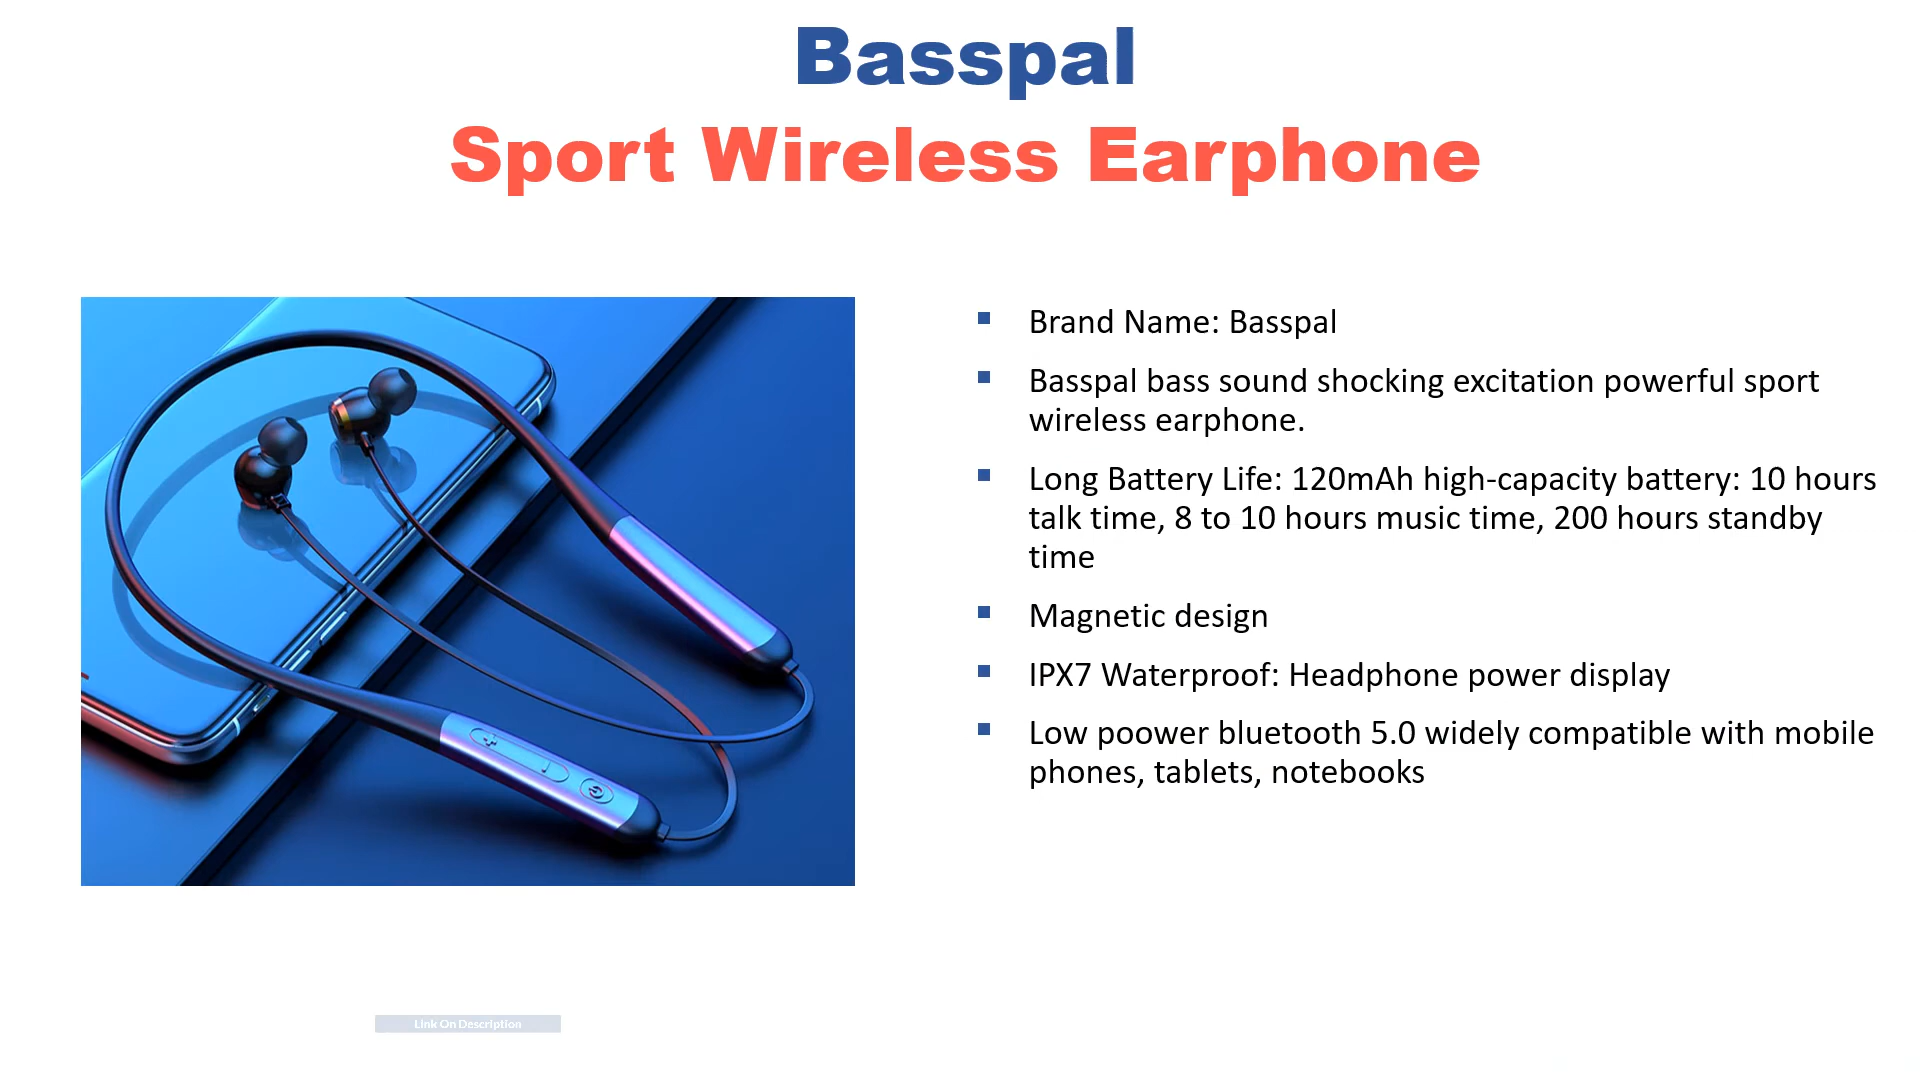 Basspal
Sport Wireless Earphone
Brand Name: Basspal
Basspal bass sound shocking excitation powerful sport
wireless earphone.
Long Battery Life: 120mAh high-capacity battery: 10 hours
talk time, 8 to 10 hours music time, 200 hours standby
time
Magnetic design
IPX7 Waterproof: Headphone power display
Low poower bluetooth 5.0 widely compatible with mobile
phones, tablets, notebooks
Link On Description